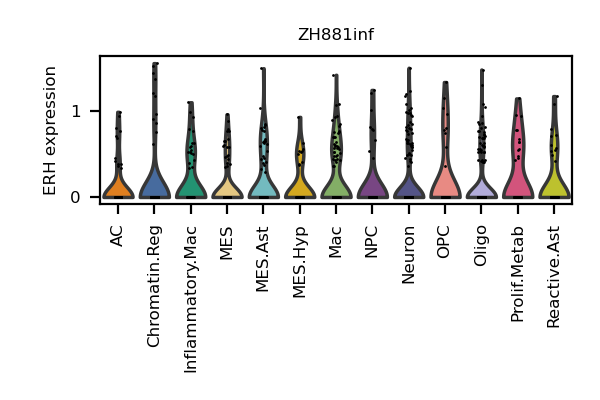 ZH881inf
ERH expression
1
0
AC
Chromatin.Reg
Inflammatory.Mac
MES
MES.Ast
MES.Hyp
Mac
NPC
Neuron
OPC
Oligo
Prolif.Metab
Reactive.Ast